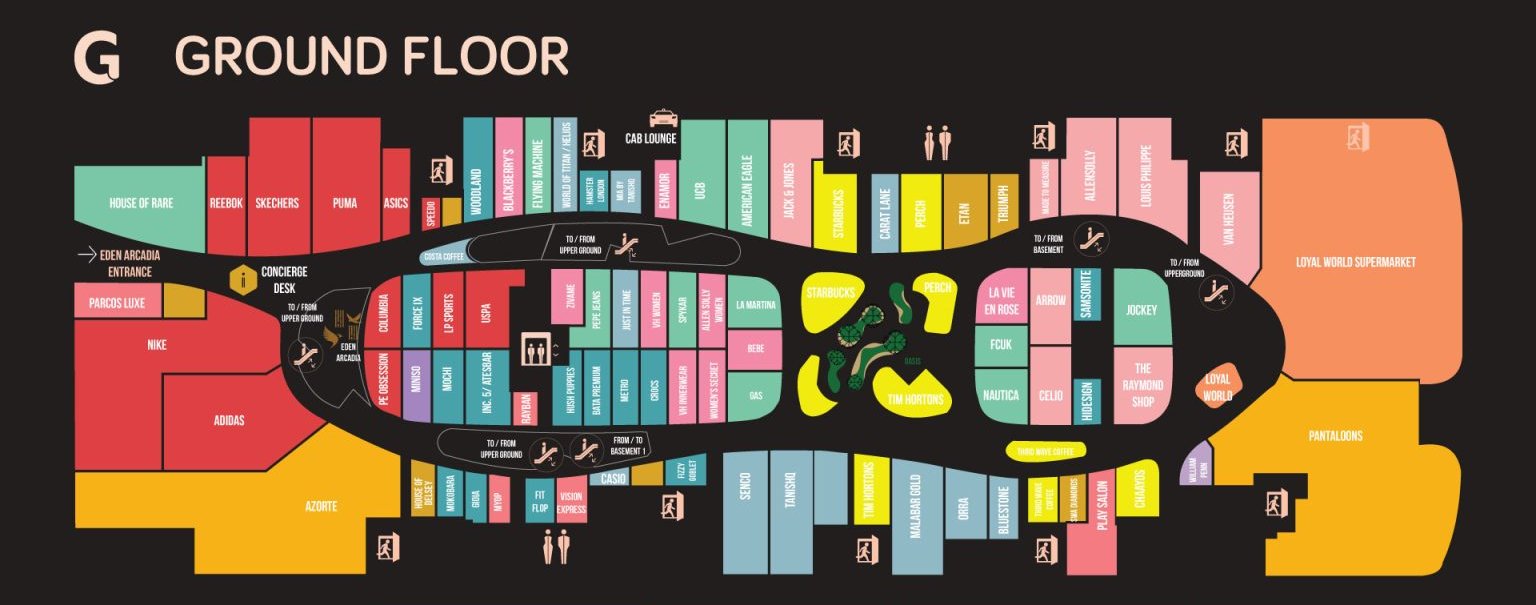 G GROUND FLOOR
CAB LOUNGE
HOUSE OF RARE
REEBOK
SKECHERS
PUMA
ASICS
SPEEDO
WOODLAND
BLACKBERRY'S
FLYING MACHINE
WORLD OF TITAN / HELIOS
HAMSTER
LONDON
MIA BY
TANISHQ
ENAMOR
UCB
AMERICAN EAGLE
JACK & JONES
STARBUCKS
CARAT LANE
PERCH
ETAN
TRIUMPH
MADE TO MEASURE
ALLENSOLLY
LOUIS PHILIPPE
VAN HEUSEN
LOYAL WORLD SUPERMARKET
EDEN ARCADIA
ENTRANCE
CONCIERGE
DESK
COSTA COFFEE
TO / FROM
UPPER GROUND
TO / FROM
BASEMENT
TO / FROM
UPPERGROUND
PARCOS LUXE
NIKE
ADIDAS
TO / FROM
UPPER GROUND
EDEN
ARCADIA
COLUMBIA
FORCE IX
LP SPORTS
USPA
ZIVAME
PEPE JEANS
JUST IN TIME
VH WOMEN
SPYKAR
ALLEN SOLLY
WOMEN
LA MARTINA
BEBE
GAS
PE OBSESSION
MINISO
MOCHI
INC. 5/ ATESBAR
RAYBAN
HUSH PUPPIES
BATA PREMIUM
METRO
CROCS
VH INNERWEAR
WOMEN'S SECRET
STARBUCKS
PERCH
OASIS
TIM HORTONS
LA VIE
EN ROSE
FCUK
NAUTICA
ARROW
CELIO
SAMSONITE
HIDESIGN
JOCKEY
THE
RAYMOND
SHOP
LOYAL
WORLD
PANTALOONS
AZORTE
TO / FROM
UPPER GROUND
FROM / TO
BASEMENT 1
HOUSE OF
DELSEY
MOKOBARA
GIOIA
MYOP
FIT
FLOP
VISION
EXPRESS
CASIO
FIZZY
GOBLET
SENCO
TANISHQ
TIM HORTONS
MALABAR GOLD
ORRA
BLUESTONE
THIRD WAVE COFFEE
THIRD WAVE
COFFEE
SWA DIAMONDS
PLAY SALON
CHAAYOS
WILLIAM
PENN